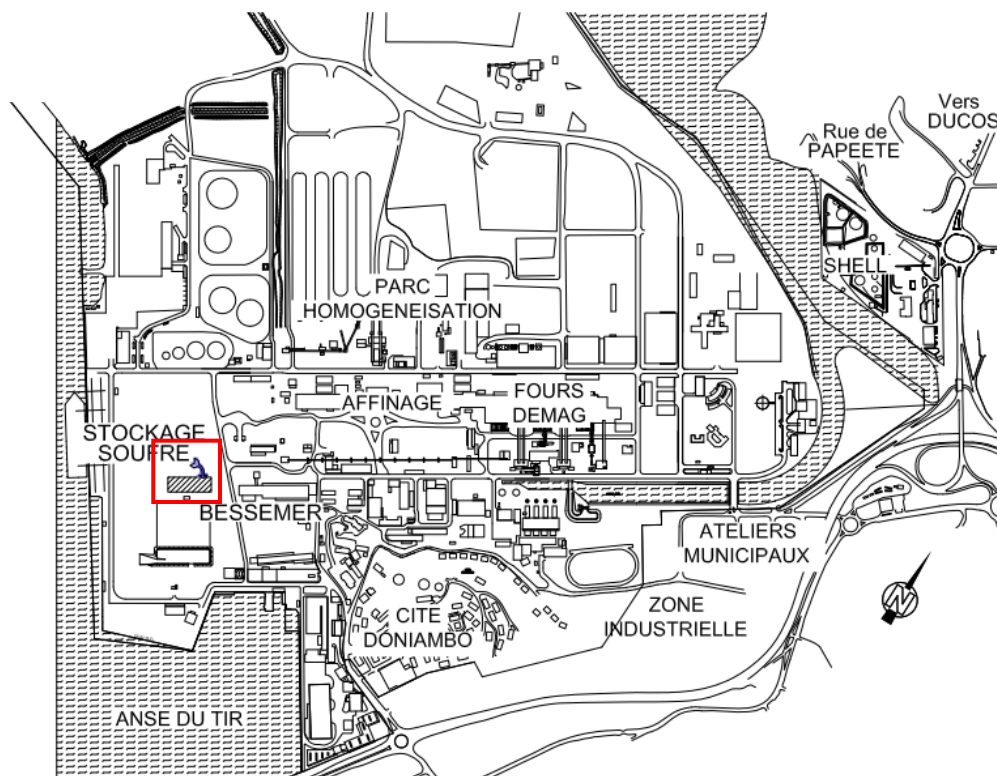 Vers
DUCOS
Rue de
PAPEETE
SHELL
PARC
HOMOGENEISATION
AFFINAGE
FOURS
DEMAG
STOCKAGE
SOUFRE
BESSEMER
ATELIERS
MUNICIPAUX
CITE
DONIAMBO
ZONE
INDUSTRIELLE
N
ANSE DU TIR